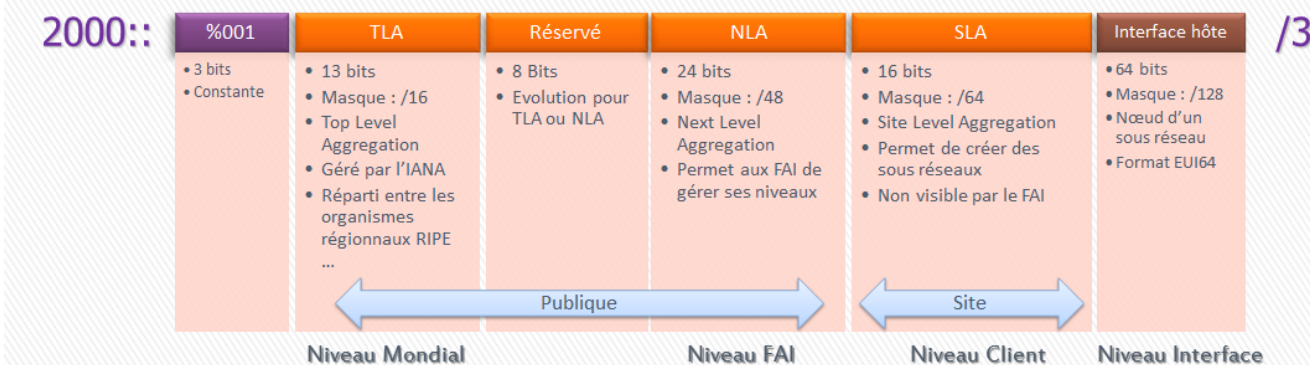 2000::
%001
TLA
Réservé
NLA
SLA
Interface hôte
/3
• 3 bits
• Constante
• 13 bits
• Masque : /16
• Top Level
Aggregation
• Géré par l'IANA
• Réparti entre les
organismes
régionnaux RIPE
...
• 8 Bits
• Evolution pour
TLA ou NLA
• 24 bits
• Masque : /48
• Next Level
Aggregation
• Permet aux FAI de
gérer ses niveaux
• 16 bits
• Masque : /64
• Site Level Aggregation
• Permet de créer des
sous réseaux
• Non visible par le FAI
• 64 bits
• Masque : /128
• Nœud d'un
sous réseau
• Format EUI64
Publique
Site
Niveau Mondial
Niveau FAI
Niveau Client
Niveau Interface